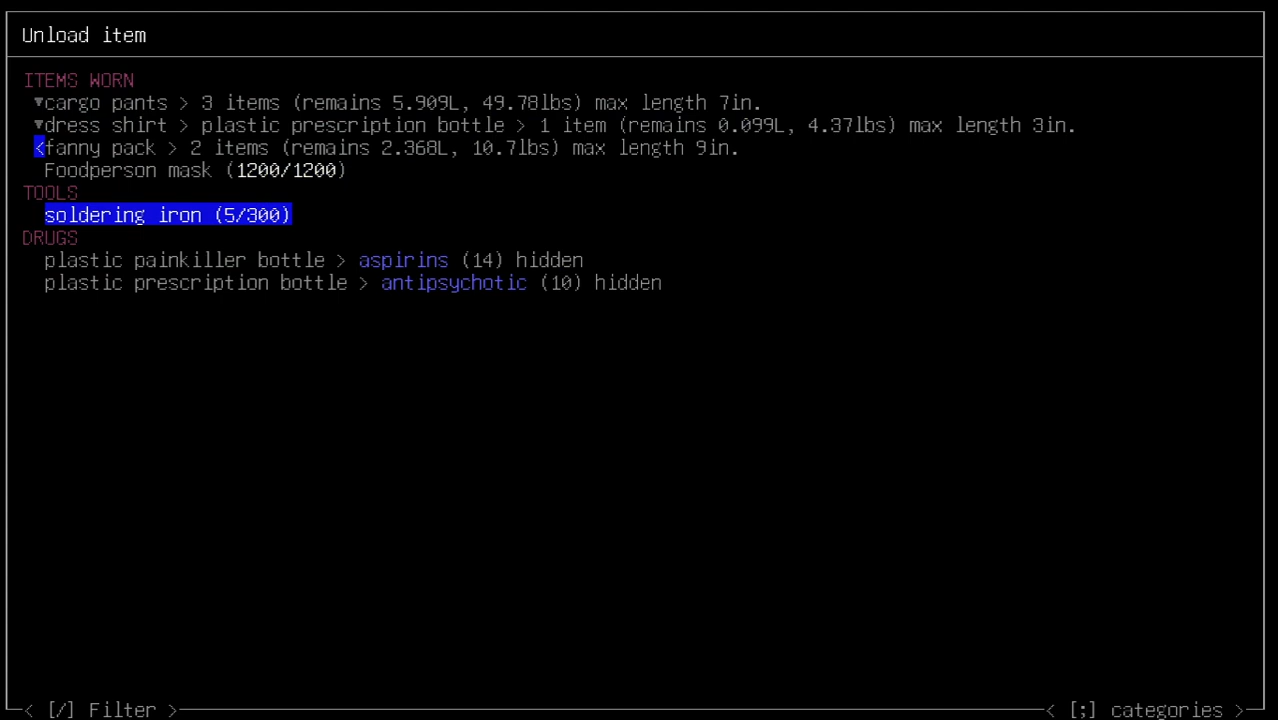 Unload item
ITEMS WORN
▼cargo pants > 3 items (remains 5.909L, 49.78lbs) max length 7in.
▼dress shirt > plastic prescription bottle > 1 item (remains 0.099L, 4.37lbs) max length 3in.
<fanny pack > 2 items (remains 2.368L, 10.7lbs) max length 9in.
Foodperson mask (1200/1200)
TOOLS
soldering iron (5/300)
DRUGS
plastic painkiller bottle > aspirins (14) hidden
plastic prescription bottle > antipsychotic (10) hidden
< [/] Filter > < [;] categories >